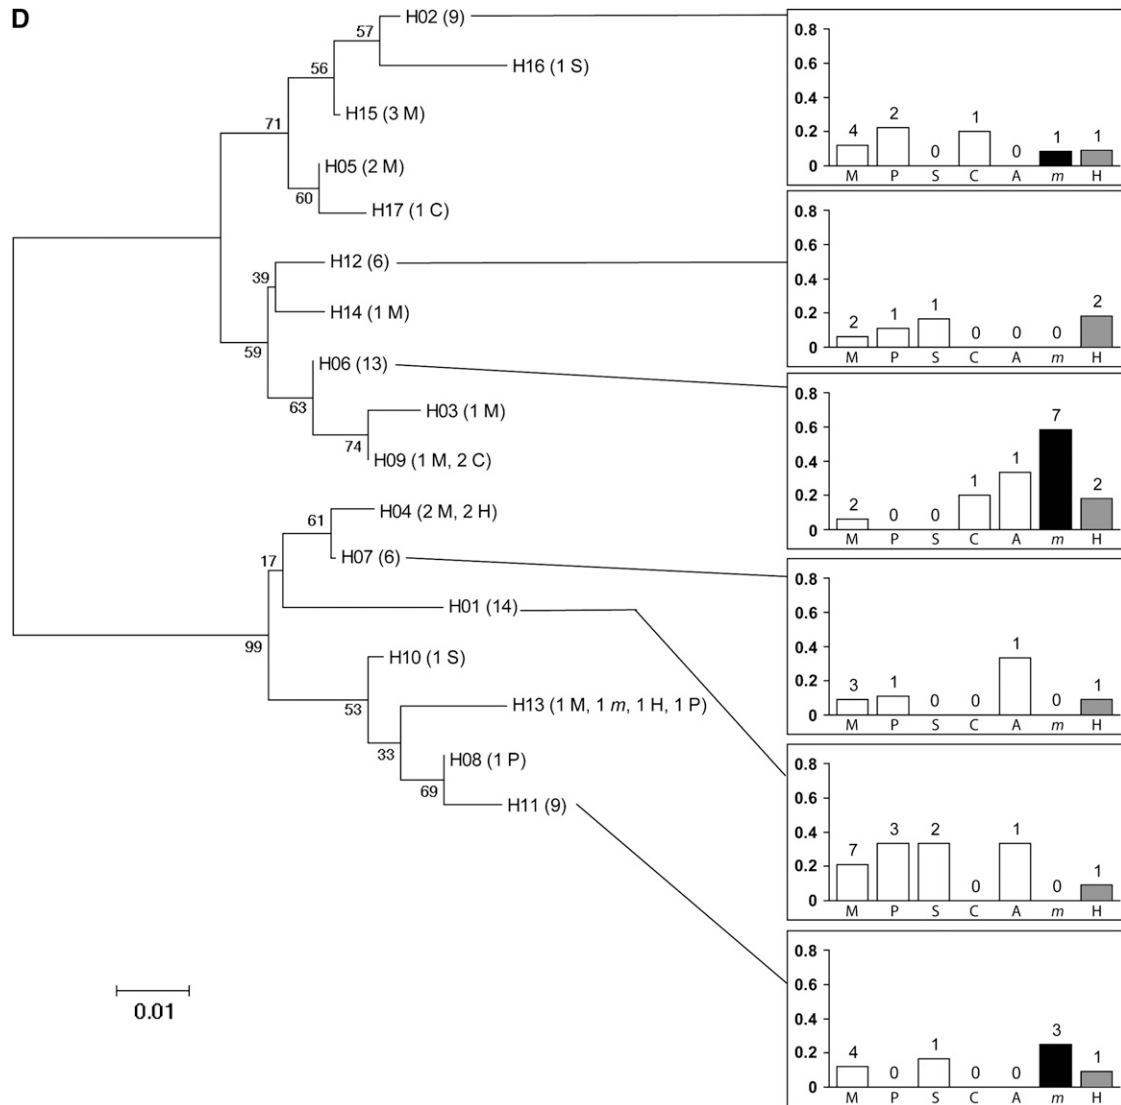 D
H02 (9)
57
H16 (1 S)
56
H15 (3 M)
71
H05 (2 M)
60
H17 (1 C)
H12 (6)
39
H14 (1 M)
59
H06 (13)
63
H03 (1 M)
74
H09 (1 M, 2 C)
H04 (2 M, 2 H)
61
H07 (6)
17
H01 (14)
99
H10 (1 S)
53
H13 (1 M, 1 m, 1 H, 1 P)
33
H08 (1 P)
69
H11 (9)
0.01
0.8
0.6
0.4
0.2
0
4 2 0 1 0 1 1
M P S C A m H
0.8
0.6
0.4
0.2
0
2 1 1 0 0 0 2
M P S C A m H
0.8
0.6
0.4
0.2
0
2 0 0 1 1 7 2
M P S C A m H
0.8
0.6
0.4
0.2
0
3 1 0 0 1 0 1
M P S C A m H
0.8
0.6
0.4
0.2
0
7 3 2 0 1 0 1
M P S C A m H
0.8
0.6
0.4
0.2
0
4 0 1 0 0 3 1
M P S C A m H